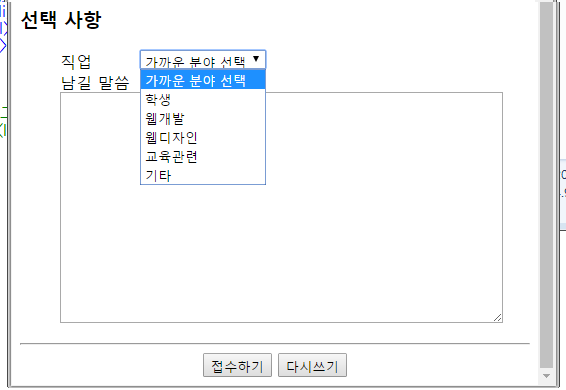 선택 사항
직업 가까운 분야 선택
가까운 분야 선택
남길 말씀
학생
웹개발
웹디자인
교육관련
기타
접수하기 다시쓰기